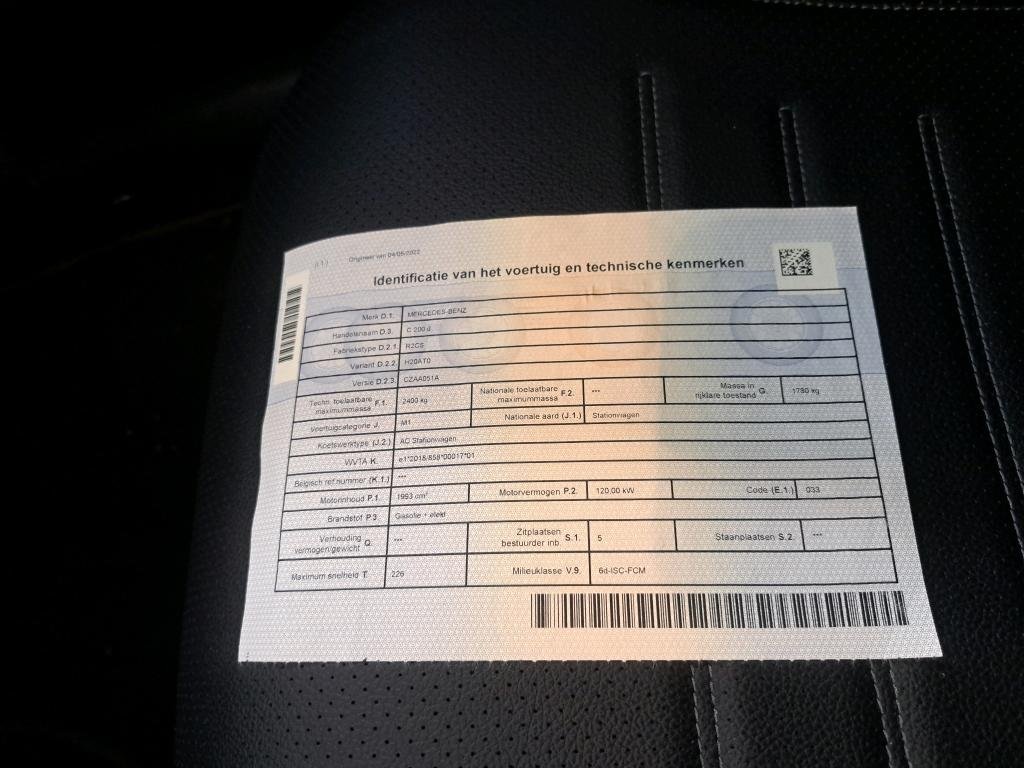 (I.1.) Origineel van 04/05/2022
Identificatie van het voertuig en technische kenmerken
Merk D.1. MERCEDES-BENZ
Handelsnaam D.3. C 200 d
Fabriekstype D.2.1. R2CS
Variant D.2.2. H20AT0
Versie D.2.3. CZAA051A
Techn. toelaatbare maximummassa F.1. 2400 kg Nationale toelaatbare maximummassa F.2. --- Massa in rijklare toestand G. 1780 kg
Voertuigcategorie J. M1 Nationale aard (J.1.) Stationwagen
Koetswerktype (J.2.) AC Stationwagen
WVTA K. e1*2018/858*00017*01
Belgisch ref.nummer (K.1.) ---
Motorinhoud P.1. 1993 cm³ Motorvermogen P.2. 120,00 kW Code (E.1.) 033
Brandstof P.3. Gasolie + elekt
Verhouding vermogen/gewicht Q. --- Zitplaatsen bestuurder inb. S.1. 5 Staanplaatsen S.2. ---
Maximum snelheid T. 226 Milieuklasse V.9. 6d-ISC-FCM